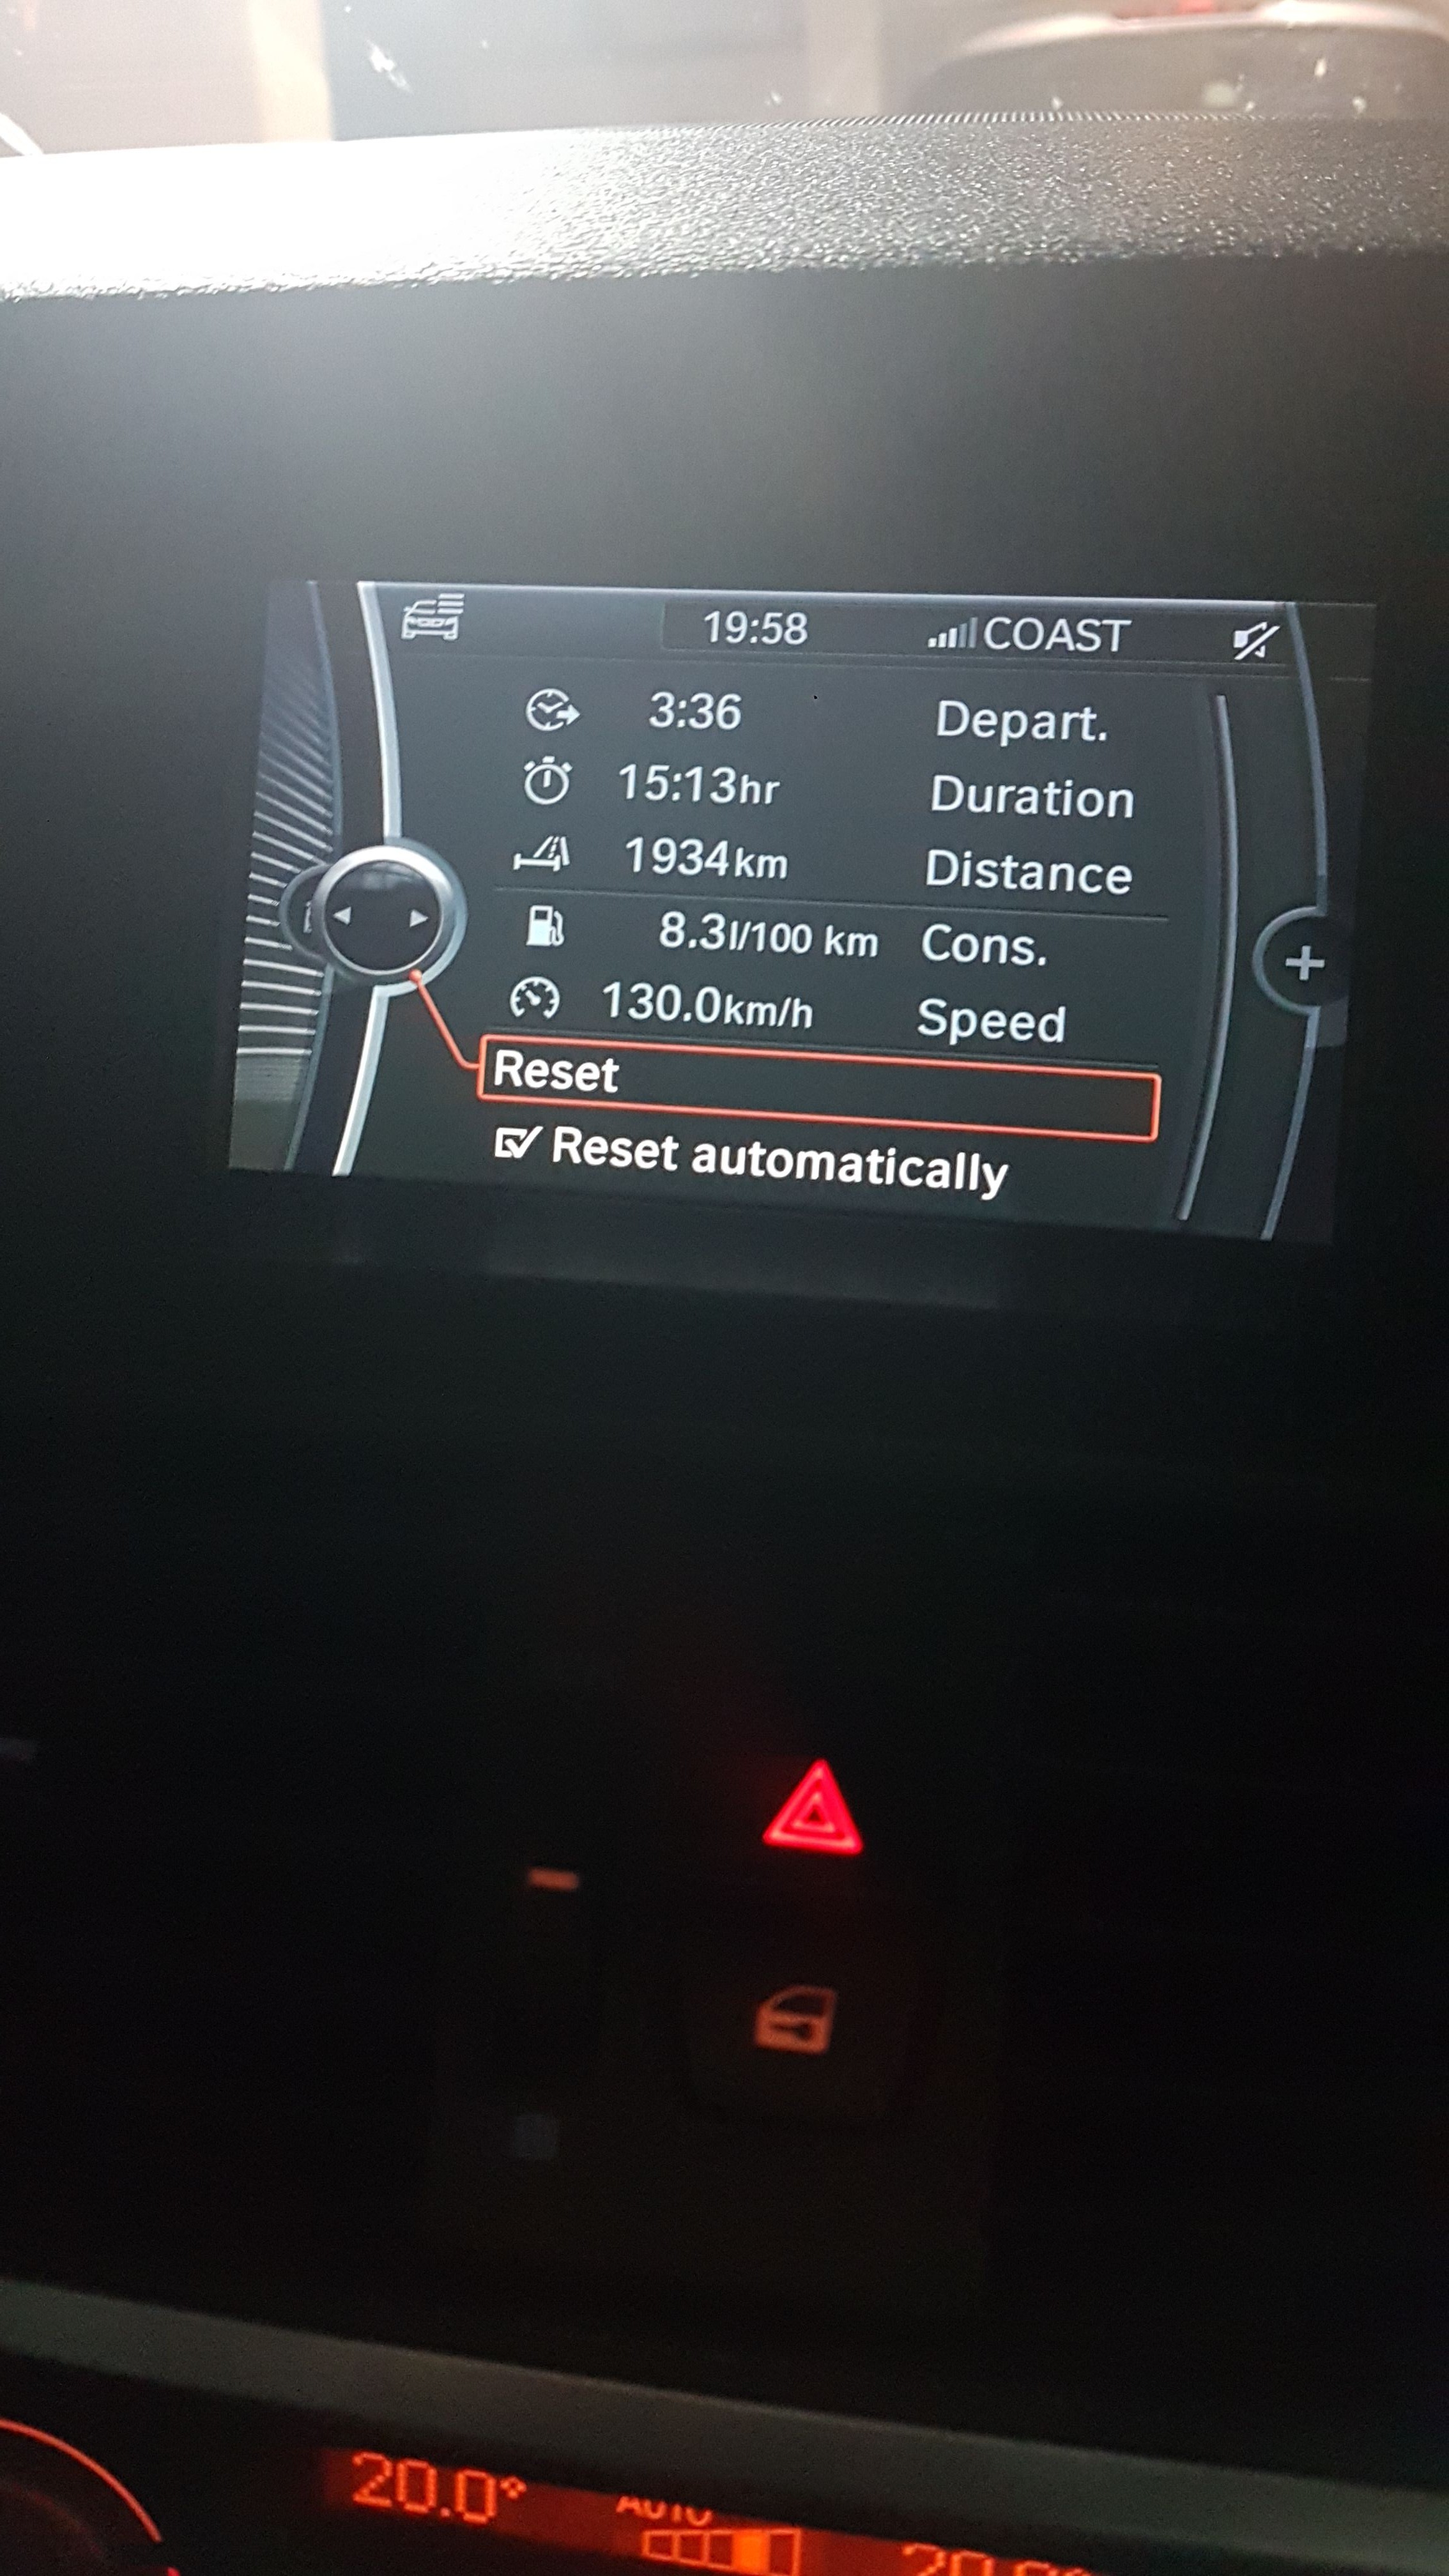 19:58 COAST
3:36 Depart.
15:13hr Duration
1934km Distance
8.3l/100 km Cons.
130.0km/h Speed
Reset
Reset automatically
20.0° AUTO